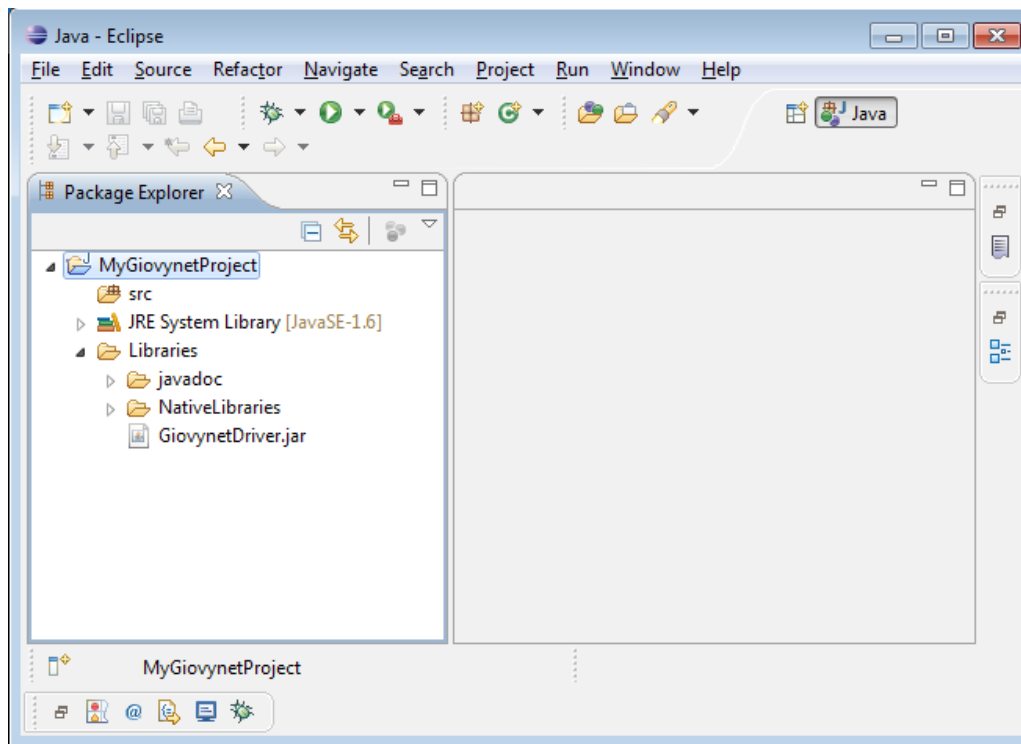 Java - Eclipse
File Edit Source Refactor Navigate Search Project Run Window Help
Java
Package Explorer
MyGiovynetProject
src
JRE System Library [JavaSE-1.6]
Libraries
javadoc
NativeLibraries
GiovynetDriver.jar
MyGiovynetProject